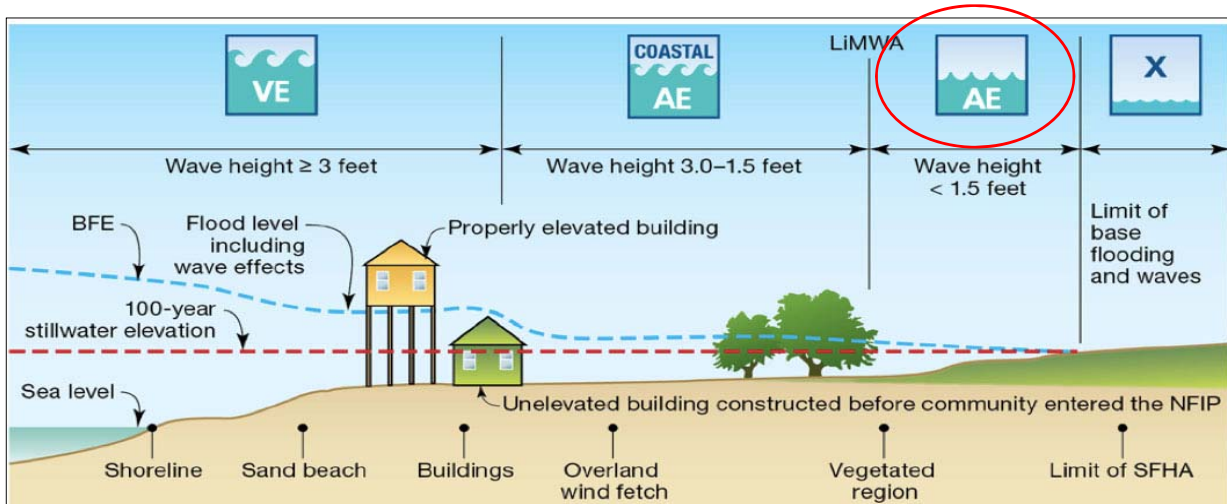 VE
COASTAL
AE
LiMWA
AE
X
Wave height ≥ 3 feet
Wave height 3.0–1.5 feet
Wave height
< 1.5 feet
Limit of
base
flooding
and waves
BFE
Flood level
including
wave effects
Properly elevated building
100-year
stillwater elevation
Sea level
Unelevated building constructed before community entered the NFIP
Shoreline
Sand beach
Buildings
Overland
wind fetch
Vegetated
region
Limit of SFHA